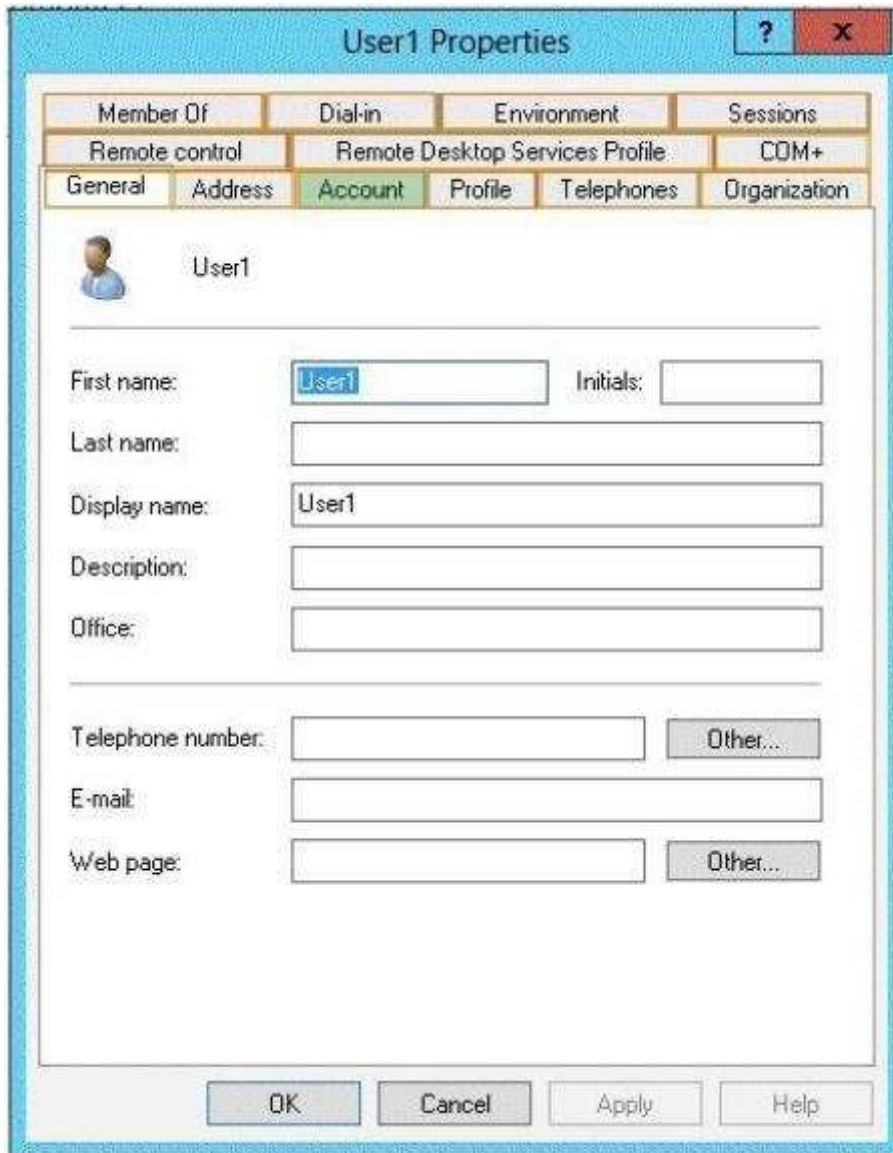 User1 Properties
?
x
Member Of Dial-in Environment Sessions
Remote control Remote Desktop Services Profile COM+
General Address Account Profile Telephones Organization
User1
First name: User1 Initials:
Last name:
Display name: User1
Description:
Office:
Telephone number: Other...
E-mail:
Web page: Other...
OK Cancel Apply Help